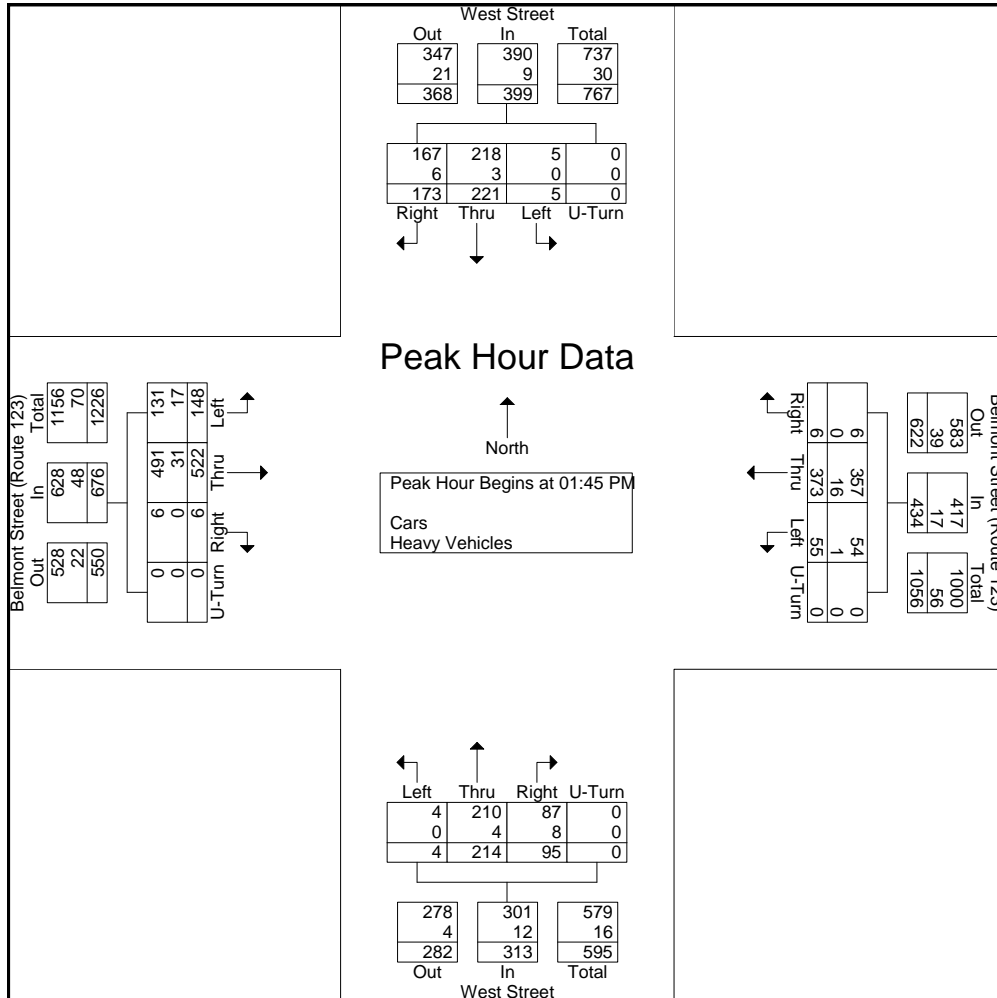 West Street
Out In Total
347 390 737
21 9 30
368 399 767
167 218 5 0
6 3 0 0
173 221 5 0
Right Thru Left U-Turn
Peak Hour Data
North
Peak Hour Begins at 01:45 PM
Cars
Heavy Vehicles
Belmont Street (Route 123)
Total In Out
1156 628 528
70 48 22
1226 676 550
131 491 6 0
17 31 0 0
148 522 6 0
Left Thru Right U-Turn
Belmont Street (Route 123)
Out In Total
583 417 1000
39 17 56
622 434 1056
6 357 54 0
0 16 1 0
6 373 55 0
Right Thru Left U-Turn
Left Thru Right U-Turn
4 210 87 0
0 4 8 0
4 214 95 0
278 301 579
4 12 16
282 313 595
Out In Total
West Street